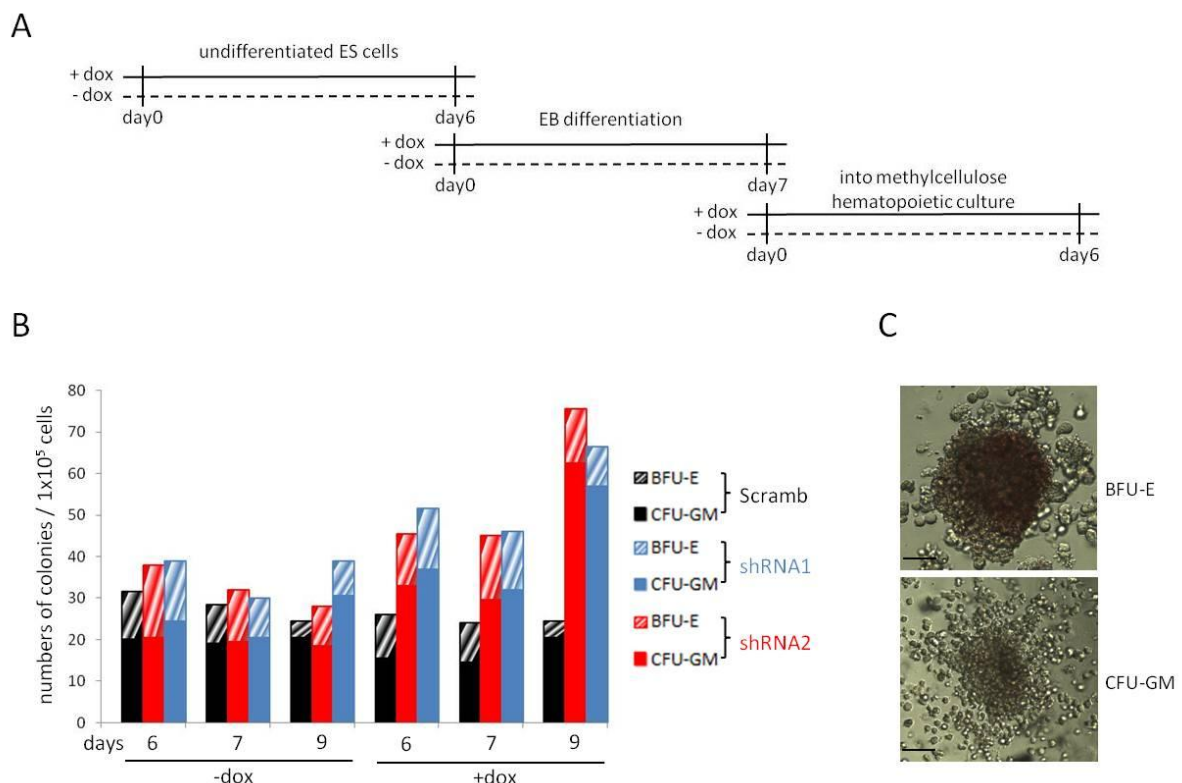 A
undifferentiated ES cells
+ dox
- dox
day0 day6
EB differentiation
+ dox
- dox
day0 day7
into methylcellulose
hematopoietic culture
+ dox
- dox
day0 day6
B
numbers of colonies / 1x10⁵ cells
80
70
60
50
40
30
20
10
0
days 6 7 9 6 7 9
-dox +dox
BFU-E
CFU-GM
Scramb
BFU-E
CFU-GM
shRNA1
BFU-E
CFU-GM
shRNA2
C
BFU-E
CFU-GM